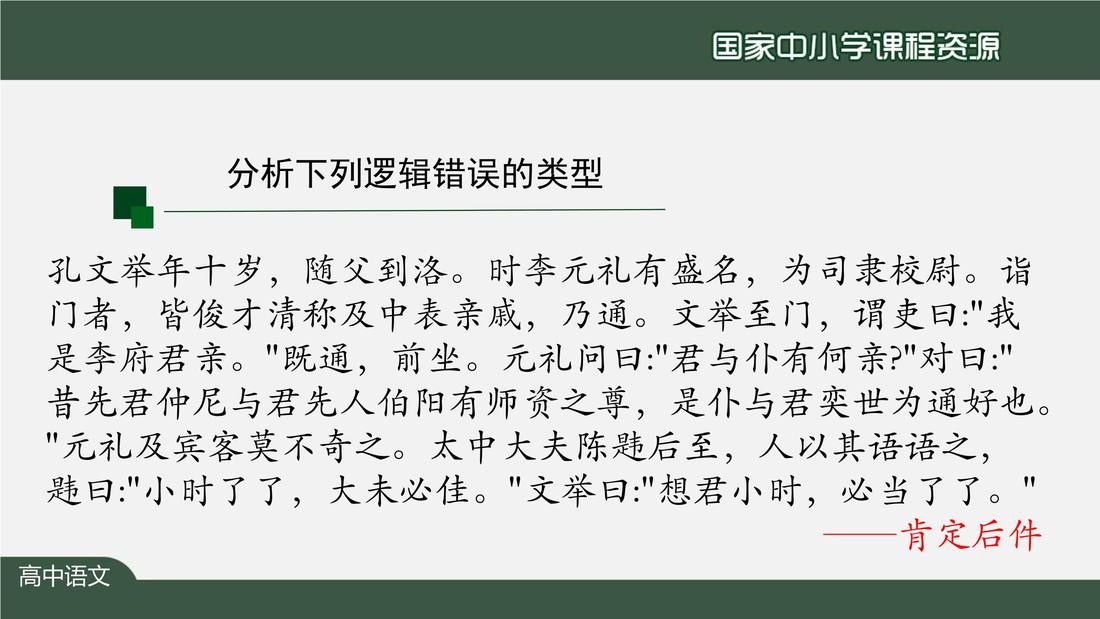 国家中小学课程资源
分析下列逻辑错误的类型
孔文举年十岁，随父到洛。时李元礼有盛名，为司隶校尉。诣
门者，皆俊才清称及中表亲戚，乃通。文举至门，谓吏曰:"我
是李府君亲。"既通，前坐。元礼问曰:"君与仆有何亲?"对曰:"
昔先君仲尼与君先人伯阳有师资之尊，是仆与君奕世为通好也。
"元礼及宾客莫不奇之。太中大夫陈韪后至，人以其语语之，
韪曰:"小时了了，大未必佳。"文举曰:"想君小时，必当了了。"
——肯定后件
高中语文